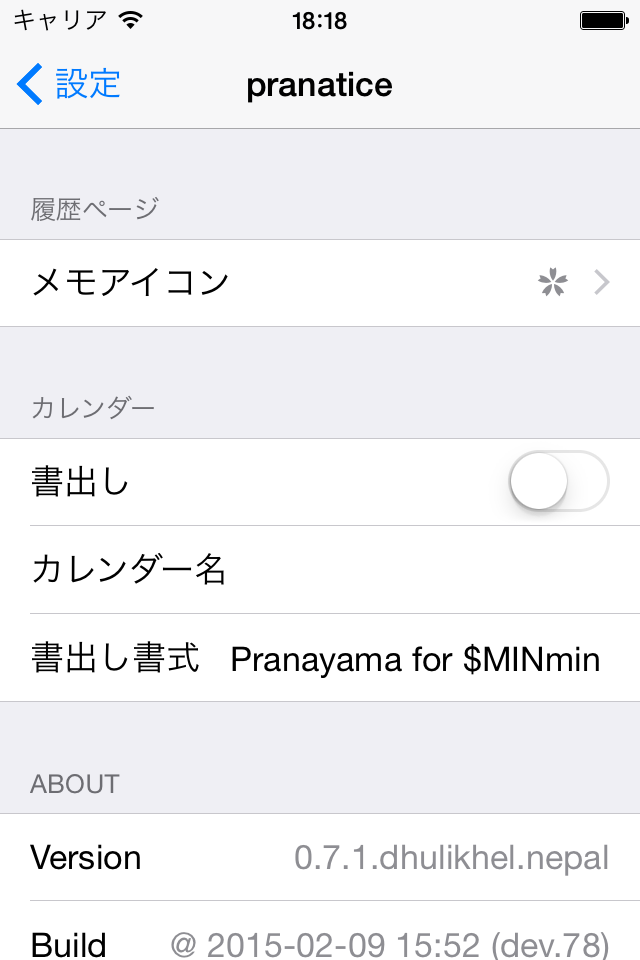 キャリア 18:18
設定 pranatice
履歴ページ
メモアイコン
カレンダー
書出し
カレンダー名
書出し書式 Pranayama for $MINmin
ABOUT
Version 0.7.1.dhulikhel.nepal
Build @ 2015-02-09 15:52 (dev.78)